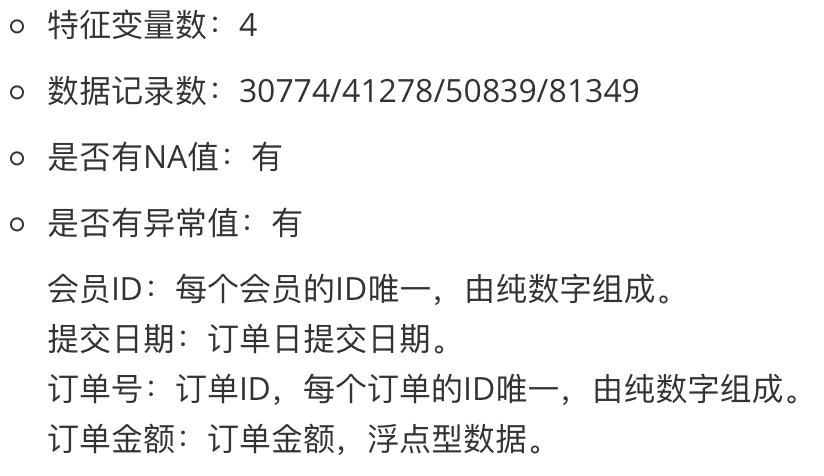 特征变量数：4
数据记录数：30774/41278/50839/81349
是否有NA值：有
是否有异常值：有
会员ID：每个会员的ID唯一，由纯数字组成。
提交日期：订单日提交日期。
订单号：订单ID，每个订单的ID唯一，由纯数字组成。
订单金额：订单金额，浮点型数据。